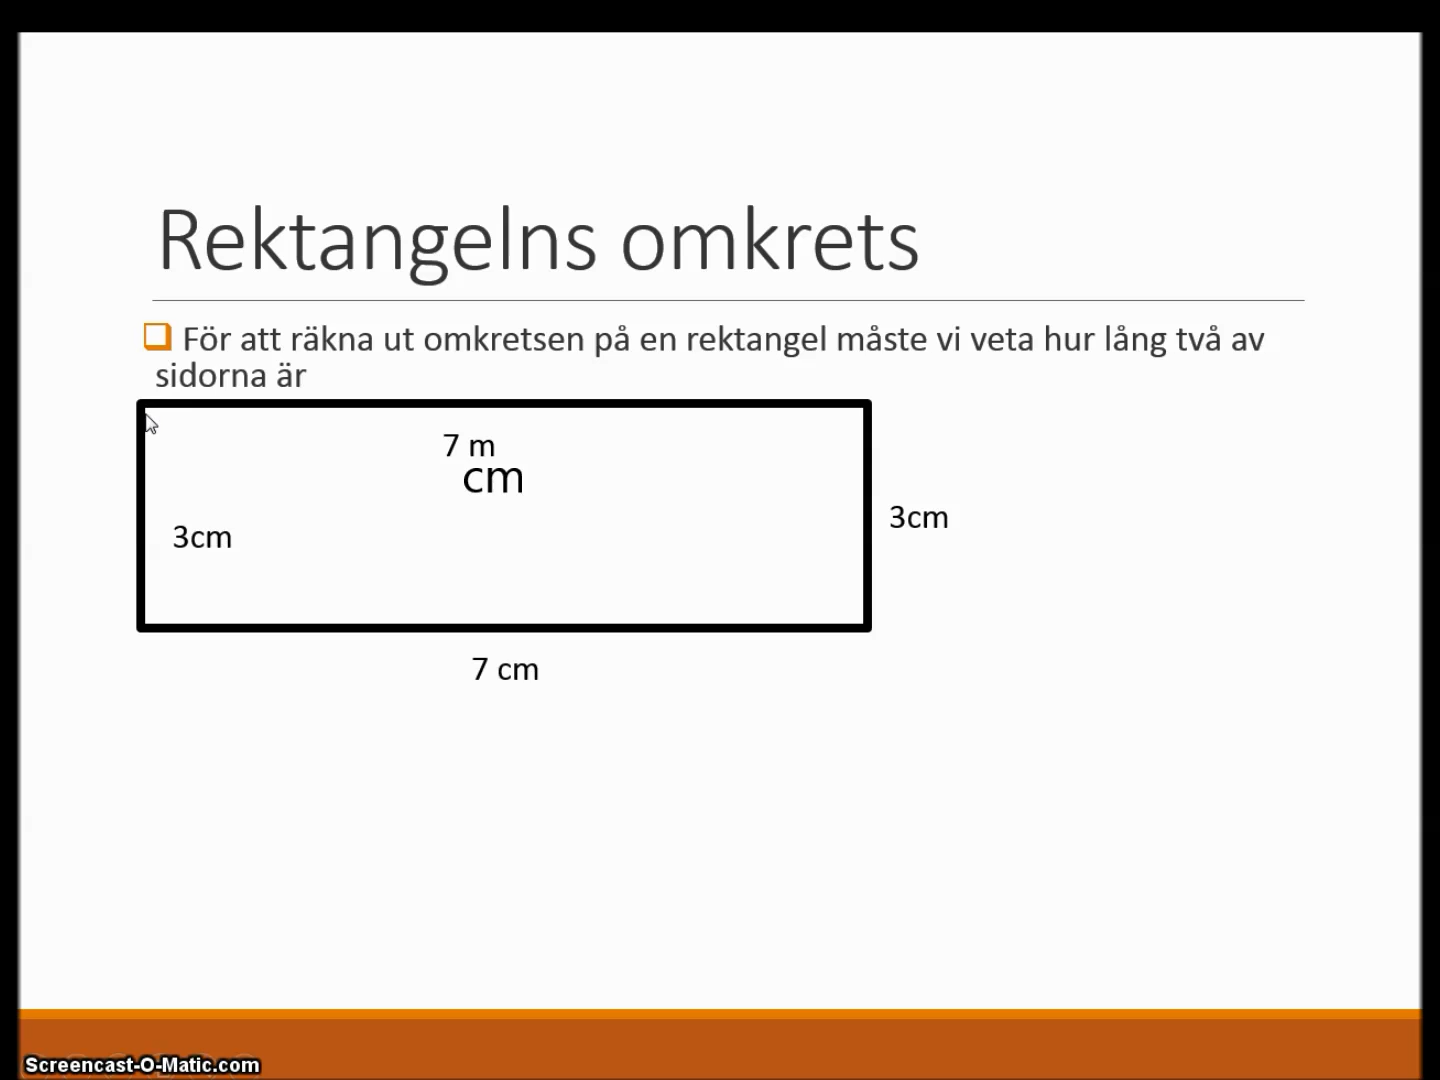 Rektangelns omkrets
För att räkna ut omkretsen på en rektangel måste vi veta hur lång två av
sidorna är
7 m
cm
3cm
3cm
7 cm
Screencast-O-Matic.com